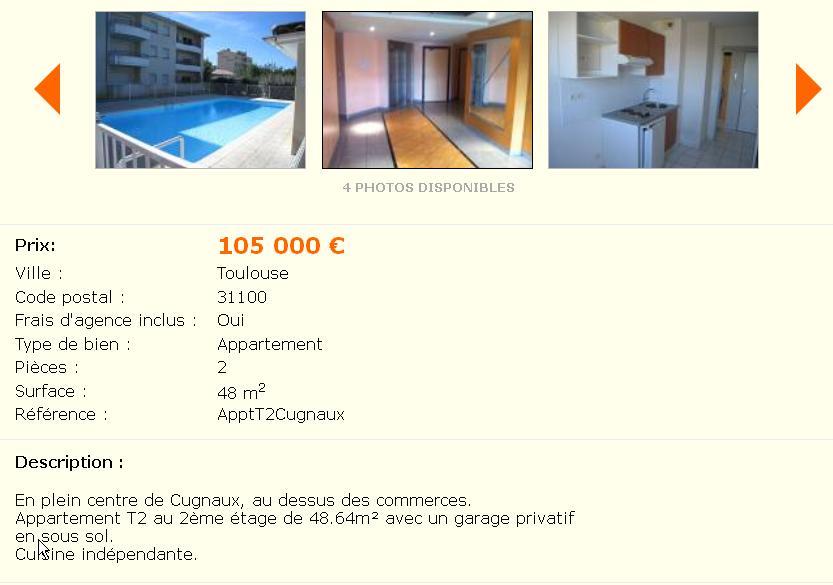 4 PHOTOS DISPONIBLES
Prix: 105 000 €
Ville : Toulouse
Code postal : 31100
Frais d'agence inclus : Oui
Type de bien : Appartement
Pièces : 2
Surface : 48 m²
Référence : ApptT2Cugnaux
Description :
En plein centre de Cugnaux, au dessus des commerces.
Appartement T2 au 2ème étage de 48.64m² avec un garage privatif
en sous sol.
Cuisine indépendante.